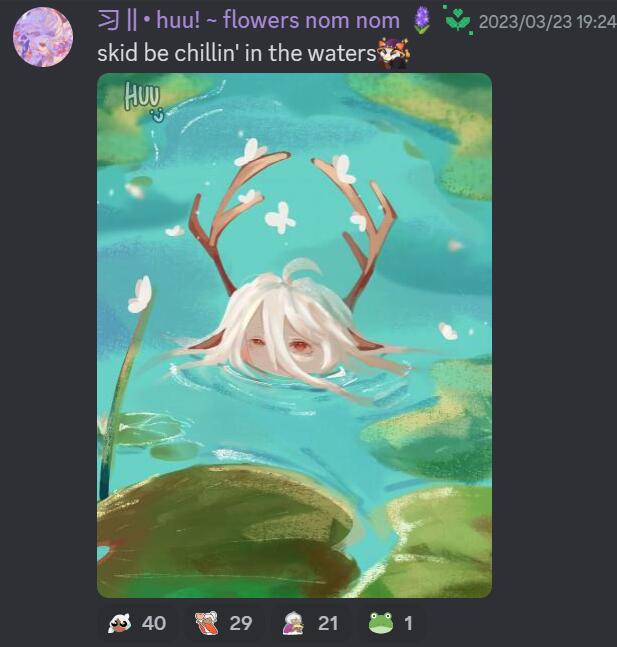 习 || • huu! ~ flowers nom nom 2023/03/23 19:24
skid be chillin' in the waters
HUU
40 29 21 1